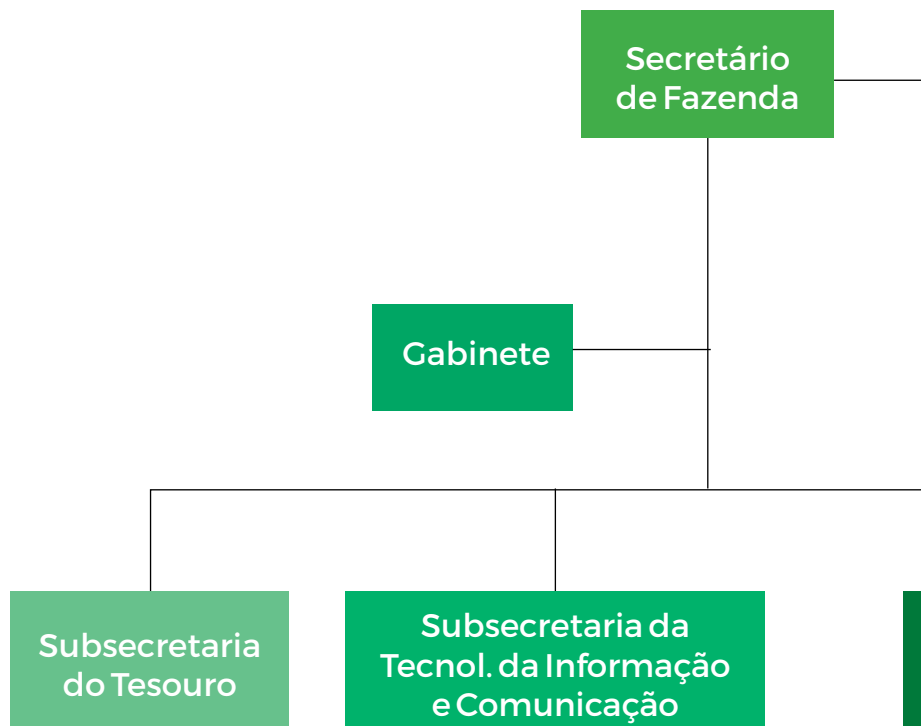 Secretário
de Fazenda
Gabinete
Subsecretaria
do Tesouro
Subsecretaria da
Tecnol. da Informação
e Comunicação